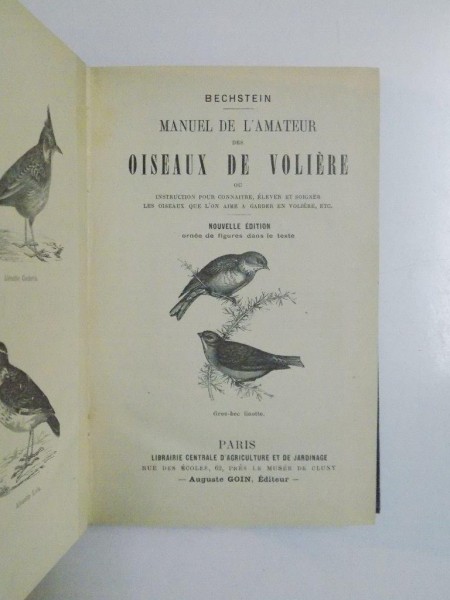 BECHSTEIN
MANUEL DE L'AMATEUR
DES
OISEAUX DE VOLIÈRE
OU
INSTRUCTION POUR CONNAITRE, ÉLEVER ET SOIGNER
LES OISEAUX QUE L'ON AIME A GARDER EN VOLIÈRE, ETC.
NOUVELLE ÉDITION
ornée de figures dans le texte
Gros-bec linotte.
PARIS
LIBRAIRIE CENTRALE D'AGRICULTURE ET DE JARDINAGE
RUE DES ÉCOLES, 62, PRÈS LE MUSÉE DE CLUNY
— Auguste GOIN, Éditeur —